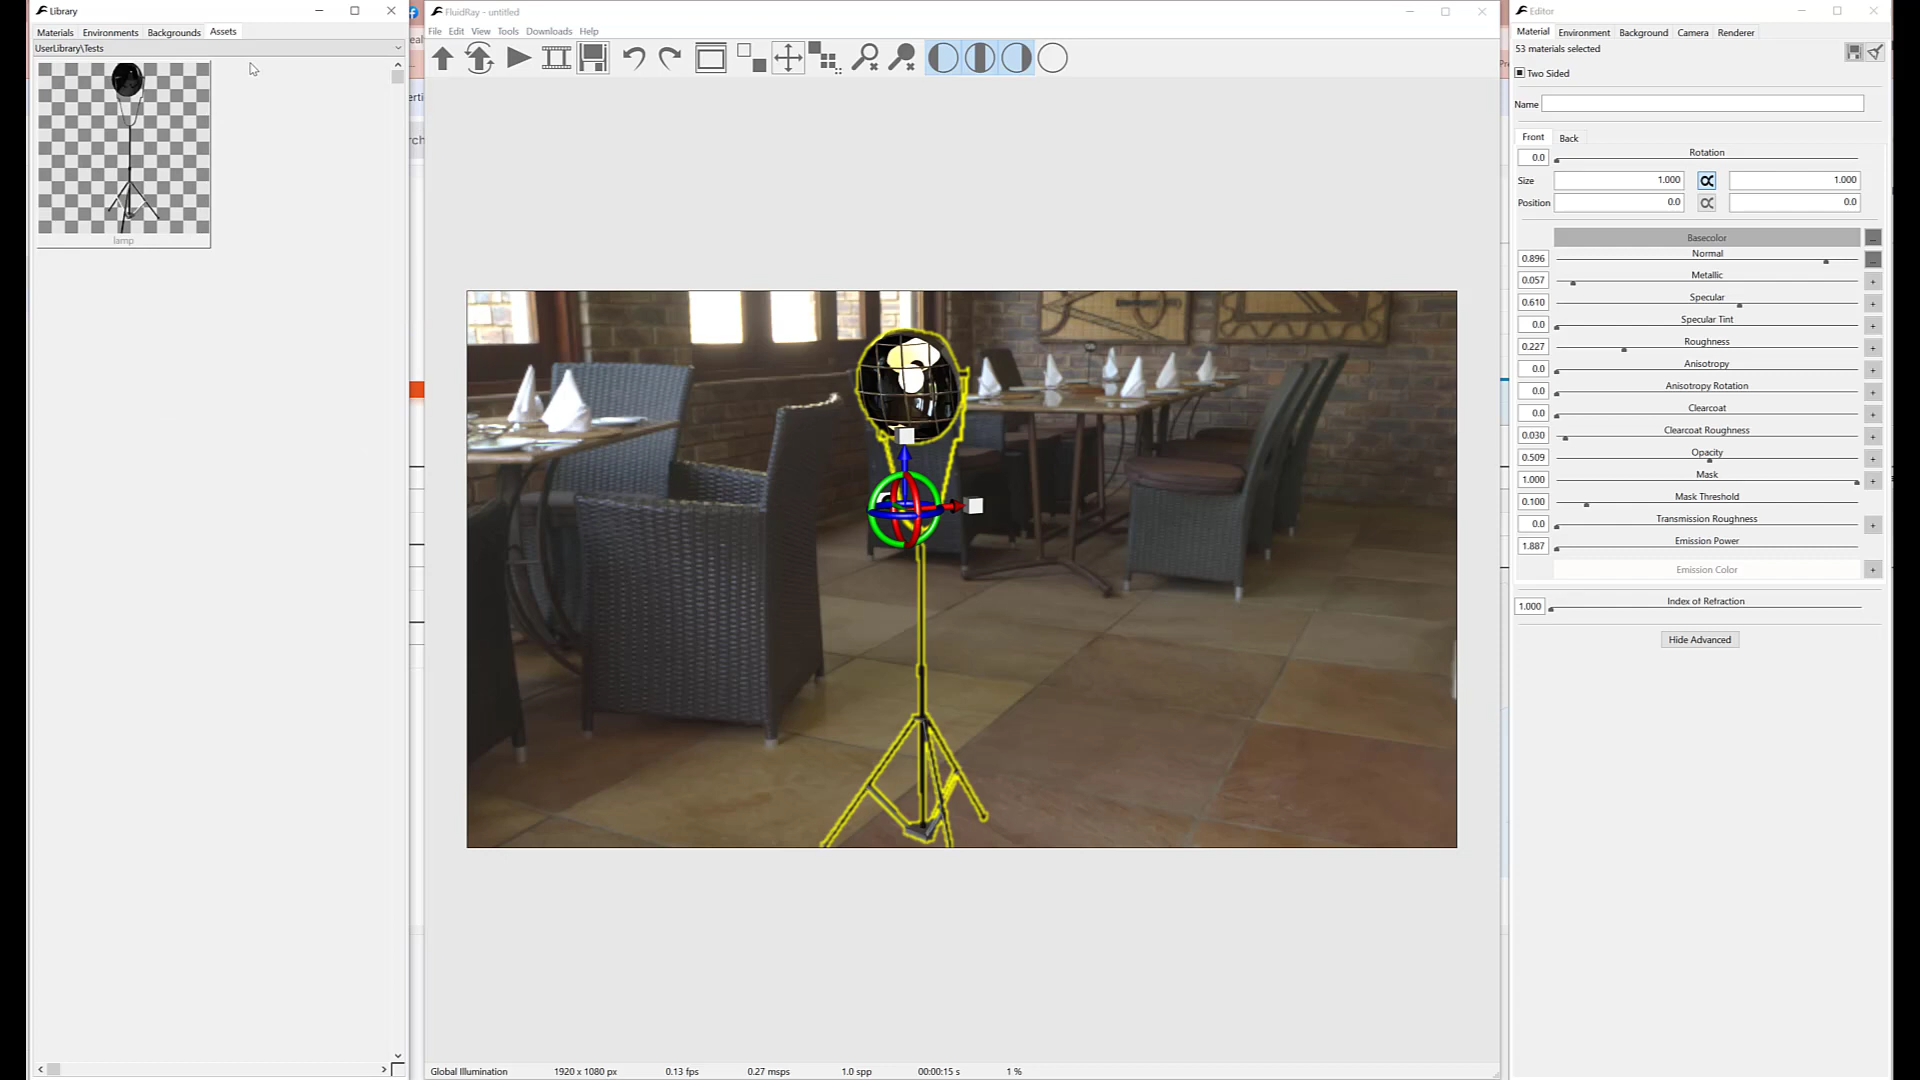 Library
Materials Environments Backgrounds Assets
UserLibrary\Tests
lamp
FluidRay - untitled
File Edit View Tools Downloads Help
Global Illumination 1920 x 1080 px 0.13 fps 0.27 msps 1.0 spp 00:00:15 s 1 %
Editor
Material Environment Background Camera Renderer
53 materials selected
Two Sided
Name
Front Back
0.0 Rotation
Size 1.000 1.000
Position 0.0 0.0
Basecolor
0.896 Normal
0.057 Metallic
0.610 Specular
0.0 Specular Tint
0.227 Roughness
0.0 Anisotropy
0.0 Anisotropy Rotation
0.0 Clearcoat
0.030 Clearcoat Roughness
0.509 Opacity
1.000 Mask
0.100 Mask Threshold
0.0 Transmission Roughness
1.887 Emission Power
Emission Color
1.000 Index of Refraction
Hide Advanced